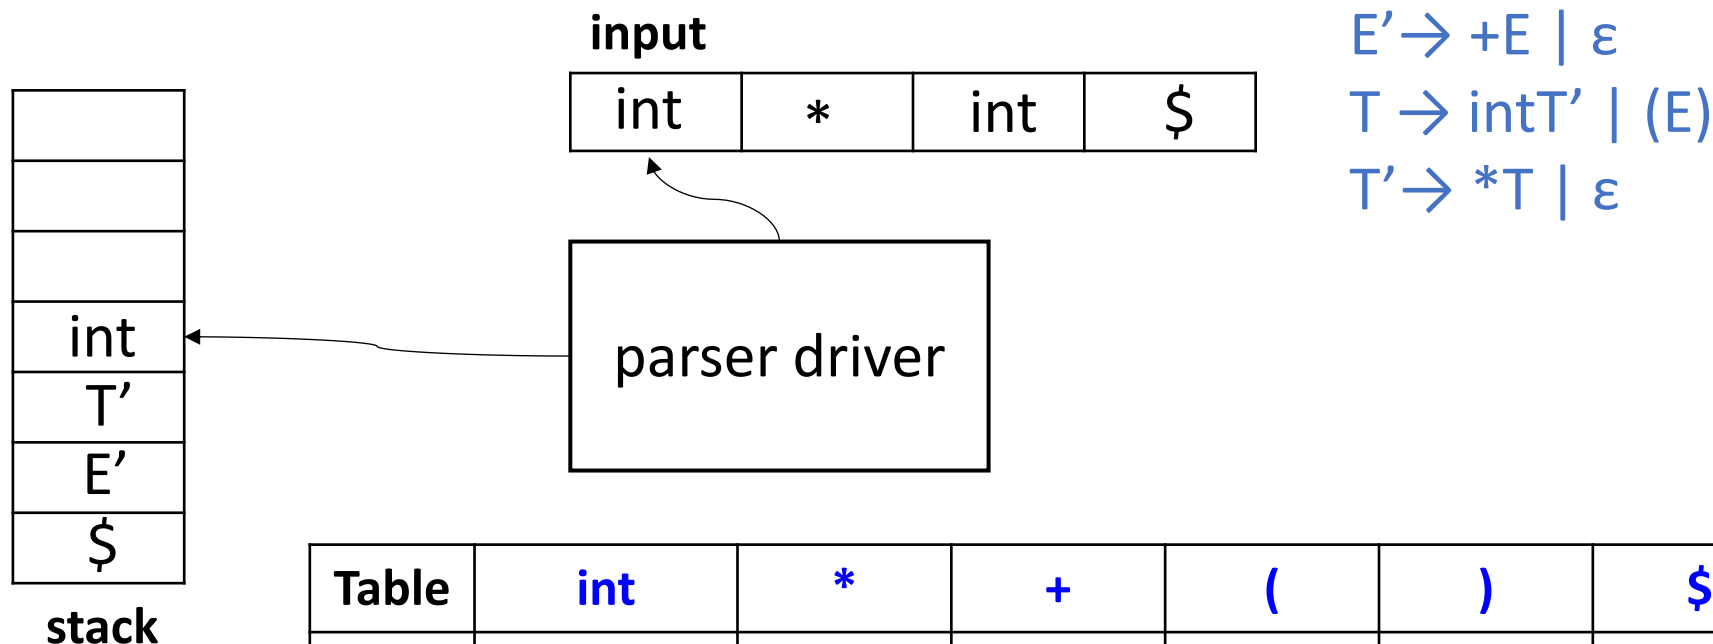 input
int * int $
E’→ +E | ε
T → intT’ | (E)
T’→ *T | ε
int
T’
E’
$
stack
parser driver
Table int * + ( ) $